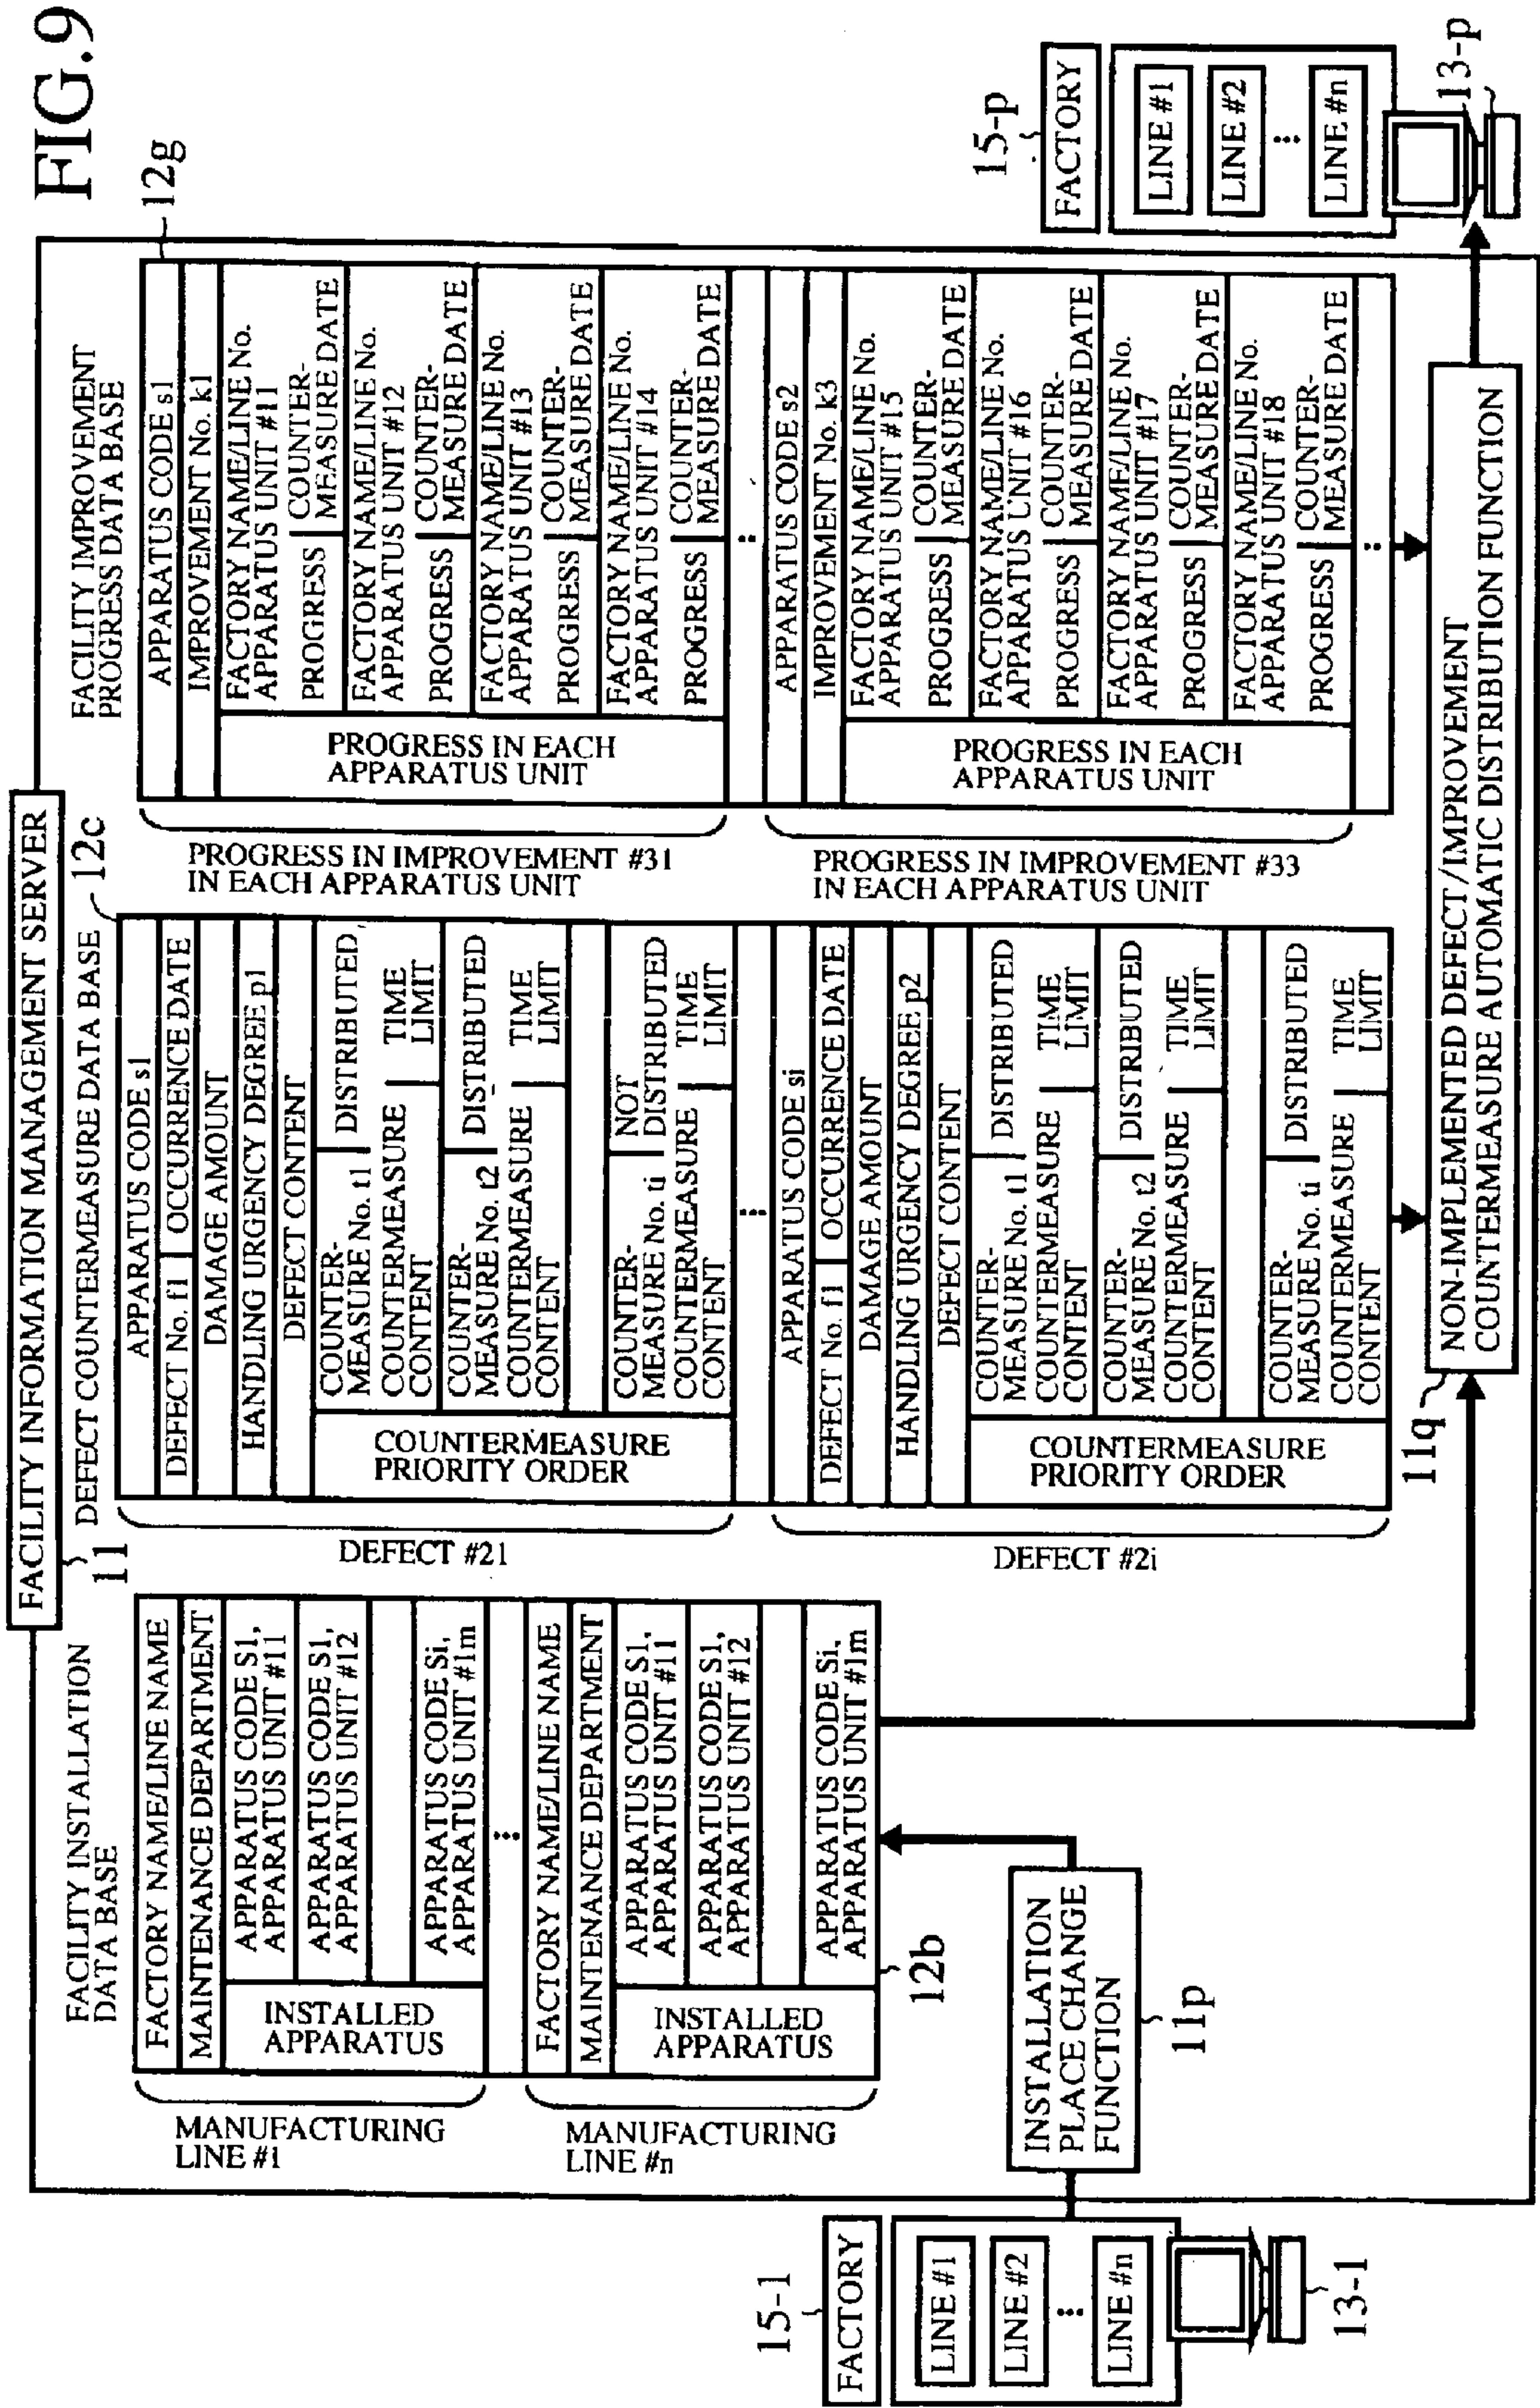 FIG.9
FACILITY INFORMATION MANAGEMENT SERVER
11
FACILITY INSTALLATION
DATA BASE
FACTORY NAME/LINE NAME
MAINTENANCE DEPARTMENT
INSTALLED
APPARATUS
APPARATUS CODE S1,
APPARATUS UNIT #11
APPARATUS CODE S1,
APPARATUS UNIT #12
APPARATUS CODE Si,
APPARATUS UNIT #1m
MANUFACTURING
LINE #1
...
FACTORY NAME/LINE NAME
MAINTENANCE DEPARTMENT
INSTALLED
APPARATUS
APPARATUS CODE S1,
APPARATUS UNIT #11
APPARATUS CODE S1,
APPARATUS UNIT #12
APPARATUS CODE Si,
APPARATUS UNIT #1m
MANUFACTURING
LINE #n
12b
DEFECT COUNTERMEASURE DATA BASE
12c
APPARATUS CODE s1
DEFECT No. f1
OCCURRENCE DATE
DAMAGE AMOUNT
HANDLING URGENCY DEGREE p1
DEFECT CONTENT
COUNTERMEASURE
PRIORITY ORDER
COUNTER-
MEASURE No. t1
DISTRIBUTED
COUNTERMEASURE
CONTENT
TIME
LIMIT
COUNTER-
MEASURE No. t2
DISTRIBUTED
COUNTERMEASURE
CONTENT
TIME
LIMIT
COUNTER-
MEASURE No. ti
NOT
DISTRIBUTED
COUNTERMEASURE
CONTENT
TIME
LIMIT
DEFECT #21
...
APPARATUS CODE si
DEFECT No. f1
OCCURRENCE DATE
DAMAGE AMOUNT
HANDLING URGENCY DEGREE p2
DEFECT CONTENT
COUNTERMEASURE
PRIORITY ORDER
COUNTER-
MEASURE No. t1
DISTRIBUTED
COUNTERMEASURE
CONTENT
TIME
LIMIT
COUNTER-
MEASURE No. t2
DISTRIBUTED
COUNTERMEASURE
CONTENT
TIME
LIMIT
COUNTER-
MEASURE No. ti
DISTRIBUTED
COUNTERMEASURE
CONTENT
TIME
LIMIT
DEFECT #2i
FACILITY IMPROVEMENT
PROGRESS DATA BASE
12g
APPARATUS CODE s1
IMPROVEMENT No. k1
PROGRESS IN EACH
APPARATUS UNIT
FACTORY NAME/LINE No.
APPARATUS UNIT #11
PROGRESS
COUNTER-
MEASURE DATE
FACTORY NAME/LINE No.
APPARATUS UNIT #12
PROGRESS
COUNTER-
MEASURE DATE
FACTORY NAME/LINE No.
APPARATUS UNIT #13
PROGRESS
COUNTER-
MEASURE DATE
FACTORY NAME/LINE No.
APPARATUS UNIT #14
PROGRESS
COUNTER-
MEASURE DATE
PROGRESS IN IMPROVEMENT #31
IN EACH APPARATUS UNIT
...
APPARATUS CODE s2
IMPROVEMENT No. k3
PROGRESS IN EACH
APPARATUS UNIT
FACTORY NAME/LINE No.
APPARATUS UNIT #15
PROGRESS
COUNTER-
MEASURE DATE
FACTORY NAME/LINE No.
APPARATUS UNIT #16
PROGRESS
COUNTER-
MEASURE DATE
FACTORY NAME/LINE No.
APPARATUS UNIT #17
PROGRESS
COUNTER-
MEASURE DATE
FACTORY NAME/LINE No.
APPARATUS UNIT #18
PROGRESS
COUNTER-
MEASURE DATE
...
PROGRESS IN IMPROVEMENT #33
IN EACH APPARATUS UNIT
15-1
FACTORY
LINE #1
LINE #2
...
LINE #n
13-1
INSTALLATION
PLACE CHANGE
FUNCTION
11p
11q
NON-IMPLEMENTED DEFECT/IMPROVEMENT
COUNTERMEASURE AUTOMATIC DISTRIBUTION FUNCTION
15-p
FACTORY
LINE #1
LINE #2
...
LINE #n
13-p